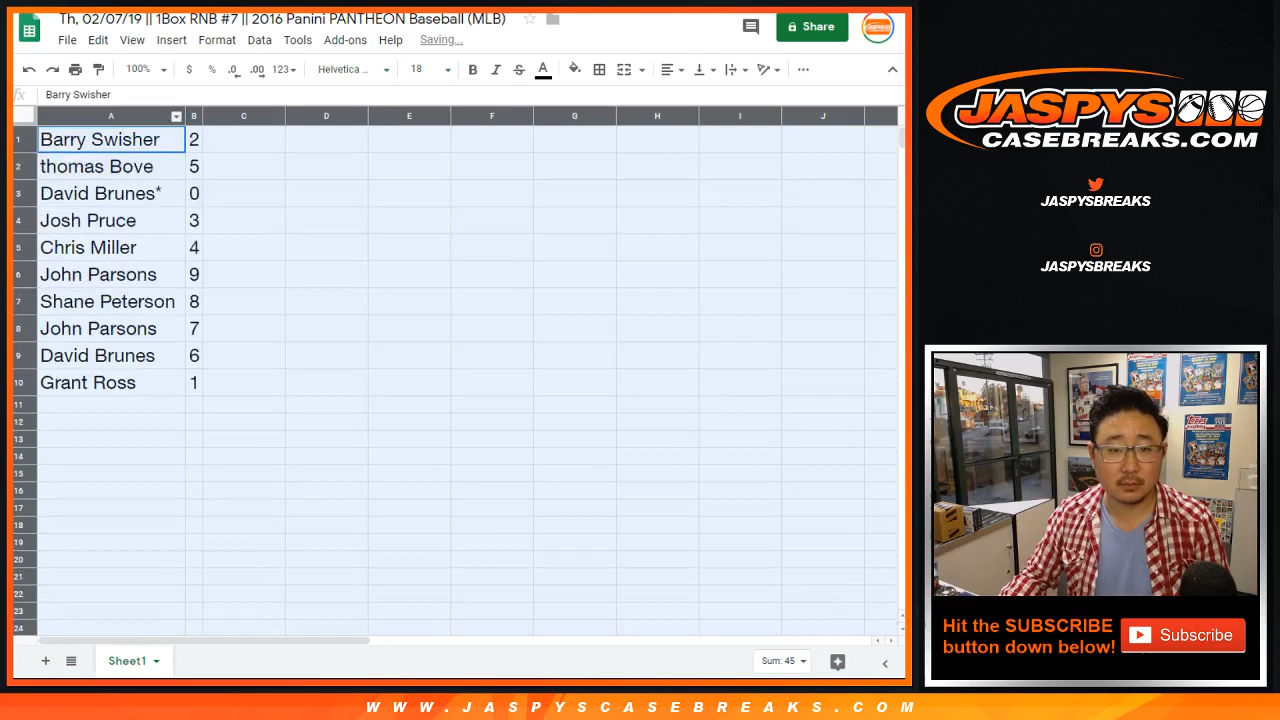 Th, 02/07/19 || 1Box RNB #7 || 2016 Panini PANTHEON Baseball (MLB)
File Edit View Insert Format Data Tools Add-ons Help Saving...
Share
100% $ % .0 .00 123 Helvetica ... 18 B I S A
fx Barry Swisher
A B C D E F G H I J
1 Barry Swisher 2
2 thomas Bove 5
3 David Brunes* 0
4 Josh Pruce 3
5 Chris Miller 4
6 John Parsons 9
7 Shane Peterson 8
8 John Parsons 7
9 David Brunes 6
10 Grant Ross 1
11
12
13
14
15
16
17
18
19
20
21
22
23
24
Sheet1
Sum: 45
JASPYS
CASEBREAKS.COM
JASPYSBREAKS
JASPYSBREAKS
Hit the SUBSCRIBE
button down below!
Subscribe
WWW.JASPYSCASEBREAKS.COM